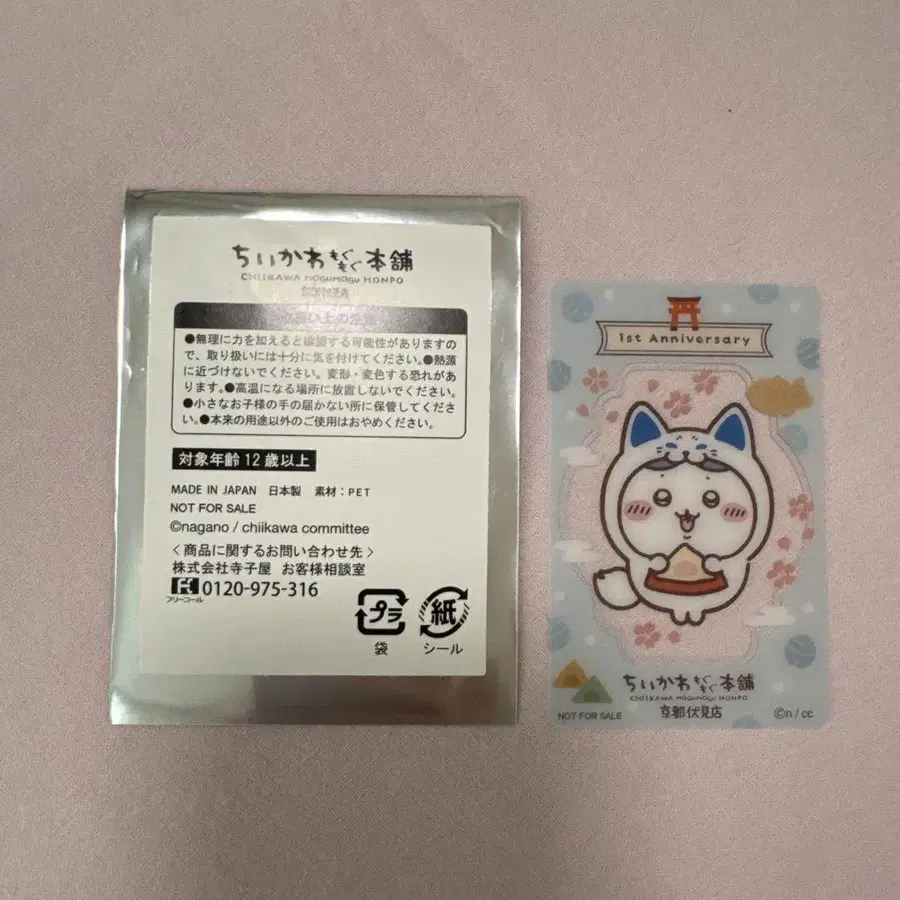 ちいかわもぐもぐ本舗
CHIIKAWA MOGUMOGU HONPO
●無理に力を加えると破損する可能性がありますの
で、取り扱いには十分に気を付けてください。●熱源
に近づけないでください。変形・変色する恐れがあ
ります。●高温になる場所に放置しないでください。
●小さなお子様の手の届かない所に保管してくださ
い。●本来の用途以外のご使用はおやめください。
対象年齢12歳以上
MADE IN JAPAN 日本製 素材：PET
NOT FOR SALE
©nagano / chiikawa committee
〈商品に関するお問い合わせ先〉
株式会社寺子屋 お客様相談室
フリーコール 0120-975-316
プラ 紙
袋 シール
1st Anniversary
ちいかわもぐもぐ本舗
CHIIKAWA MOGUMOGU HONPO
京都伏見店
NOT FOR SALE
©n / cc